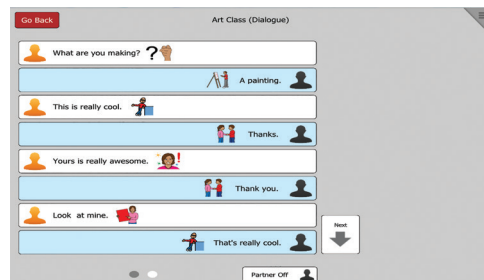 Go Back
Art Class (Dialogue)
What are you making? ?
A painting.
This is really cool.
Thanks.
Yours is really awesome.
Thank you.
Look at mine.
Next
That's really cool.
Partner Off